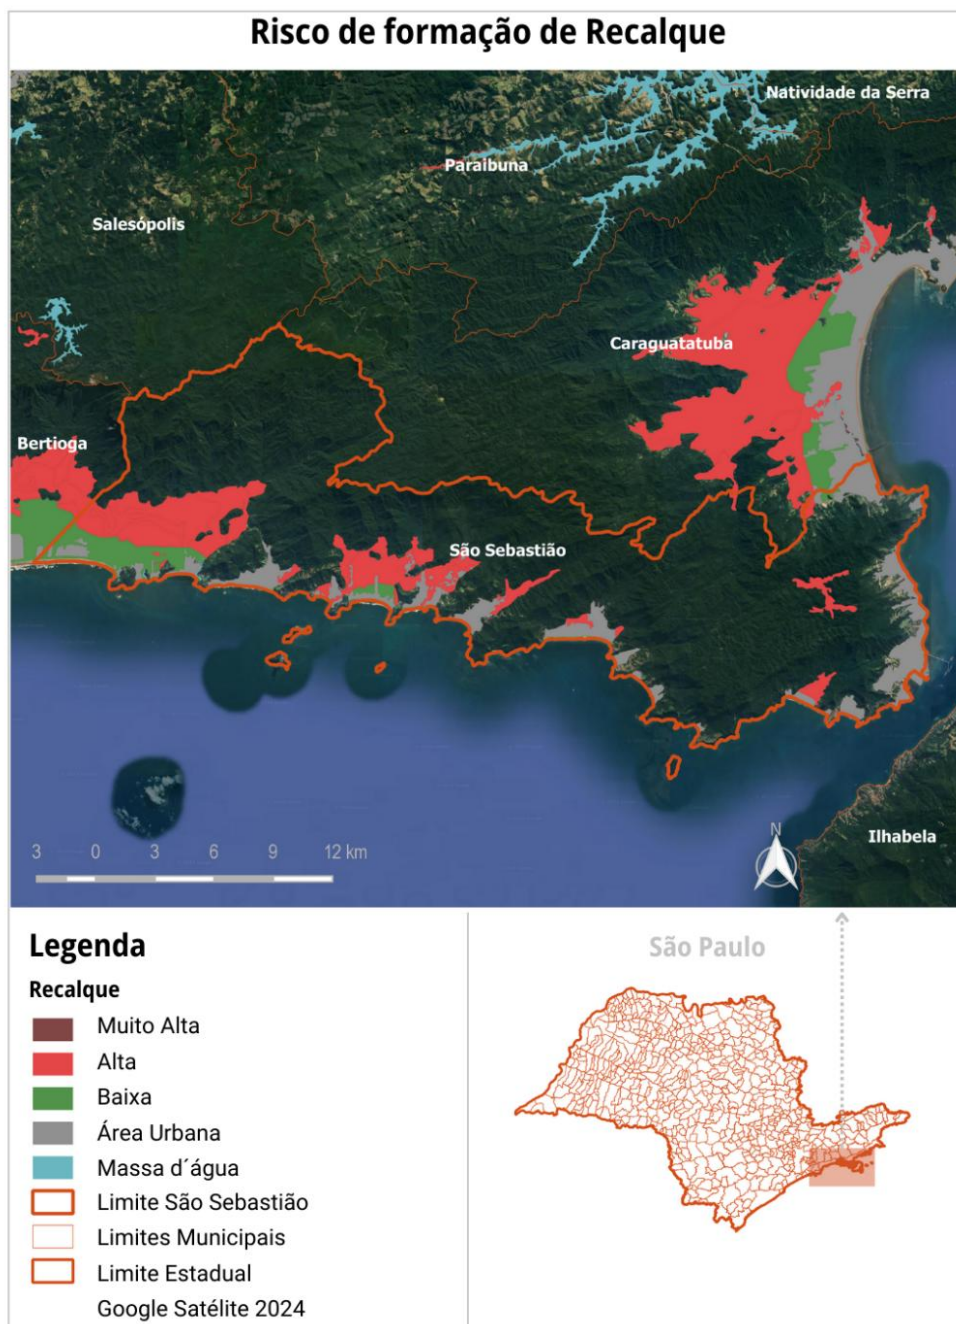 Risco de formação de Recalque
Natividade da Serra
Paraibuna
Salesópolis
Caraguatatuba
Bertioga
São Sebastião
Ilhabela
3 0 3 6 9 12 km
N
Legenda
Recalque
Muito Alta
Alta
Baixa
Área Urbana
Massa d´água
Limite São Sebastião
Limites Municipais
Limite Estadual
Google Satélite 2024
São Paulo